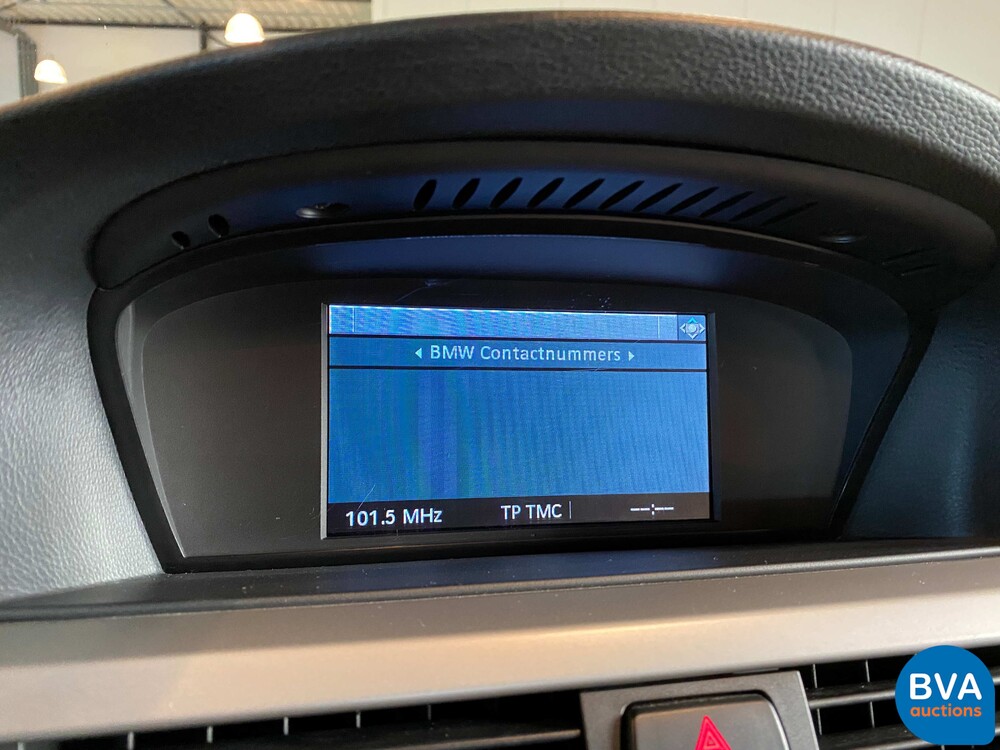 BMW Contactnummers
101.5 MHz TP TMC --:--
BVA
auctions